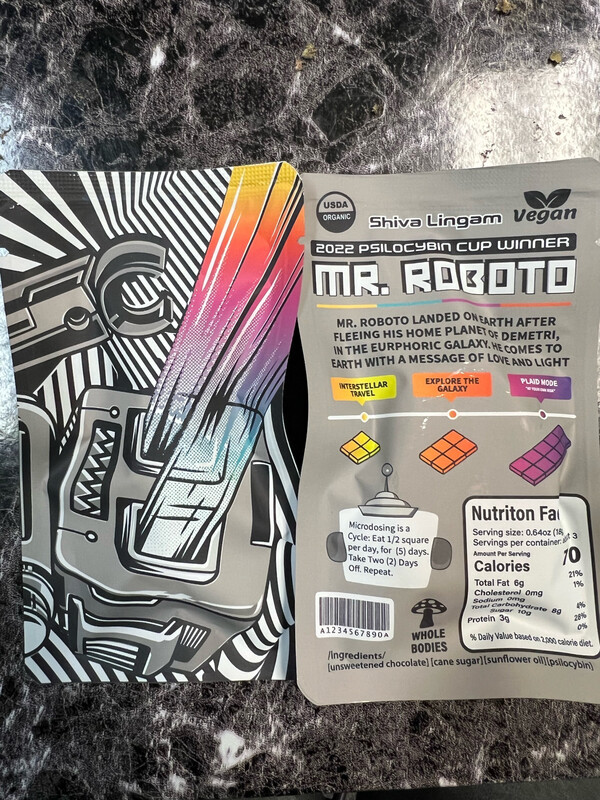 USDA
ORGANIC
Shiva Lingam
Vegan
2022 PSILOCYBIN CUP WINNER
MR. ROBOTO
MR. ROBOTO LANDED ON EARTH AFTER
FLEEING HIS HOME PLANET OF DEMETRI,
IN THE EURPHORIC GALAXY. HE COMES TO
EARTH WITH A MESSAGE OF LOVE AND LIGHT
INTERSTELLAR
TRAVEL
EXPLORE THE
GALAXY
PLAID MODE
Microdosing is a
Cycle: Eat 1/2 square
per day, for (5) days.
Take Two (2) Days
Off. Repeat.
A1234567890A
WHOLE
BODIES
Nutriton Fa
Serving size: 0.64oz (18g
Servings per container: 3
Amount Per Serving
Calories
Total Fat 6g 21%
Cholesterol 0mg 1%
Sodium 0mg
Total Carbohydrate 8g 4%
Sugar 10g 28%
Protein 3g 0%
% Daily Value based on 2,000 calorie diet.
/Ingredients/
[unsweetened chocolate] [cane sugar][sunflower oil][psilocybin]